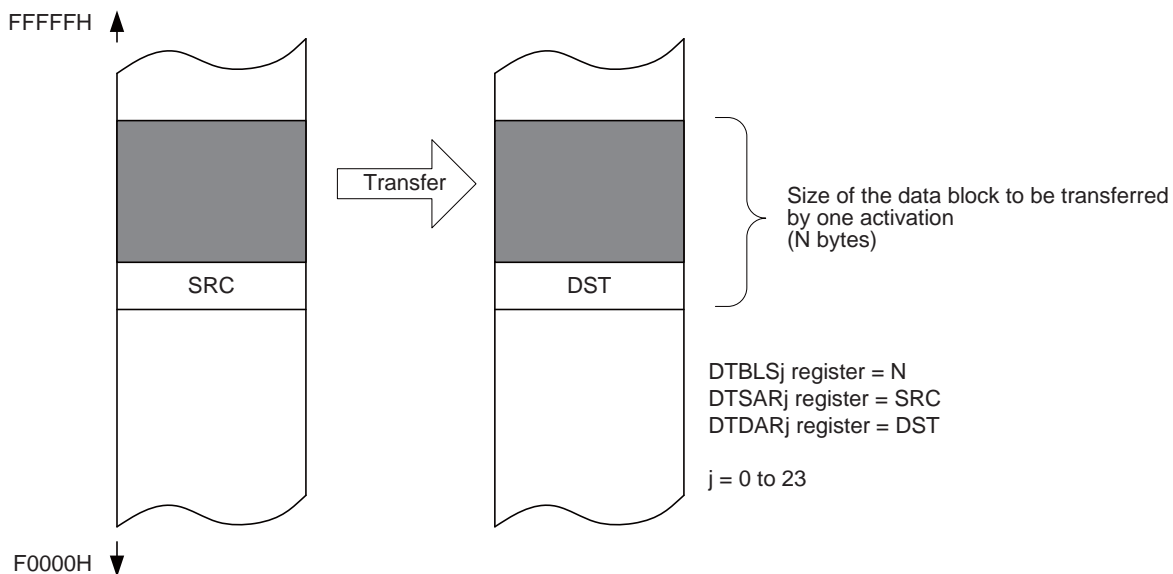 FFFFFH
Transfer
Size of the data block to be transferred
by one activation
(N bytes)
SRC
DST
DTBLSj register = N
DTSARj register = SRC
DTDARj register = DST
j = 0 to 23
F0000H